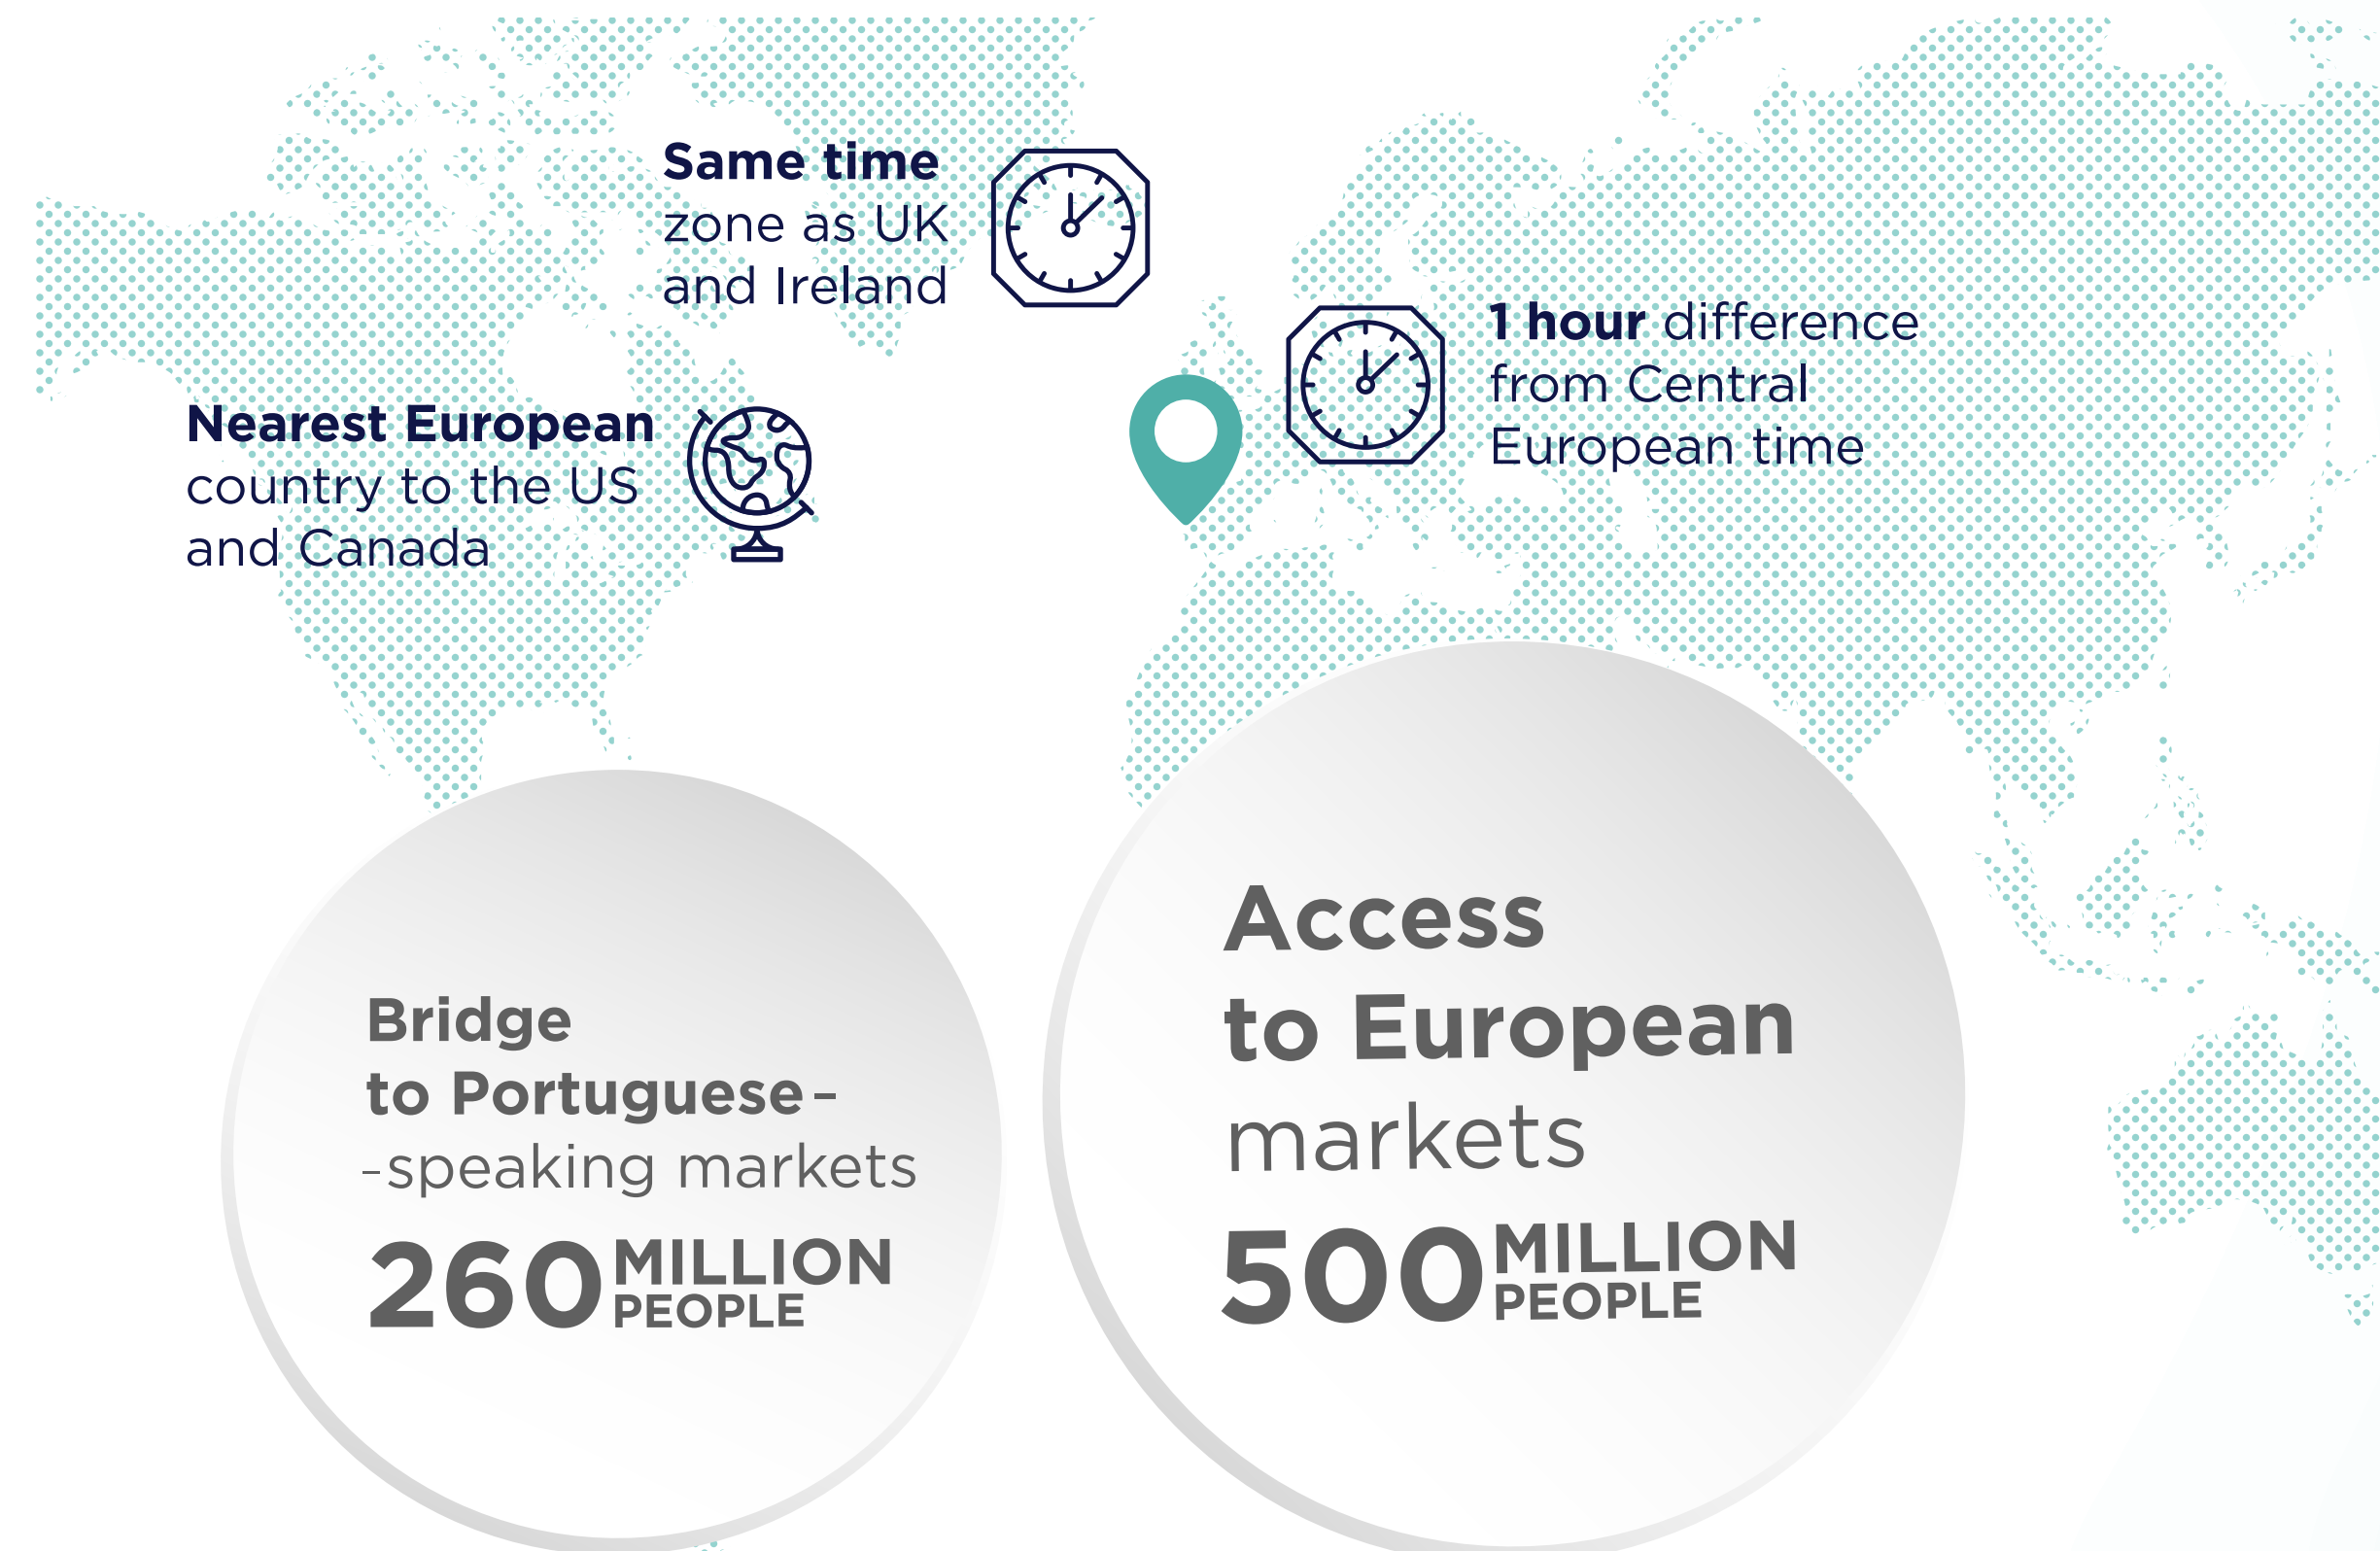 Same time
zone as UK
and Ireland
1 hour difference
from Central
European time
Nearest European
country to the US
and Canada
Access
to European
markets
500 MILLION
PEOPLE
Bridge
to Portuguese-
-speaking markets
260 MILLION
PEOPLE